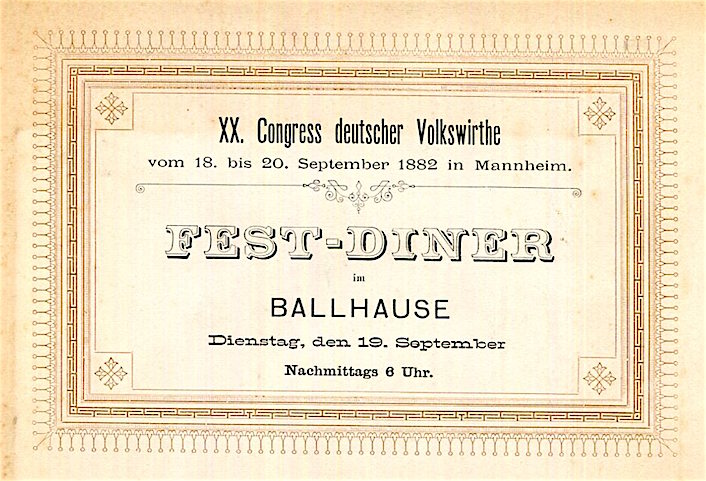 XX. Congress deutscher Volkswirthe
vom 18. bis 20. September 1882 in Mannheim.
FEST-DINER
im
BALLHAUSE
Dienstag, den 19. September
Nachmittags 6 Uhr.